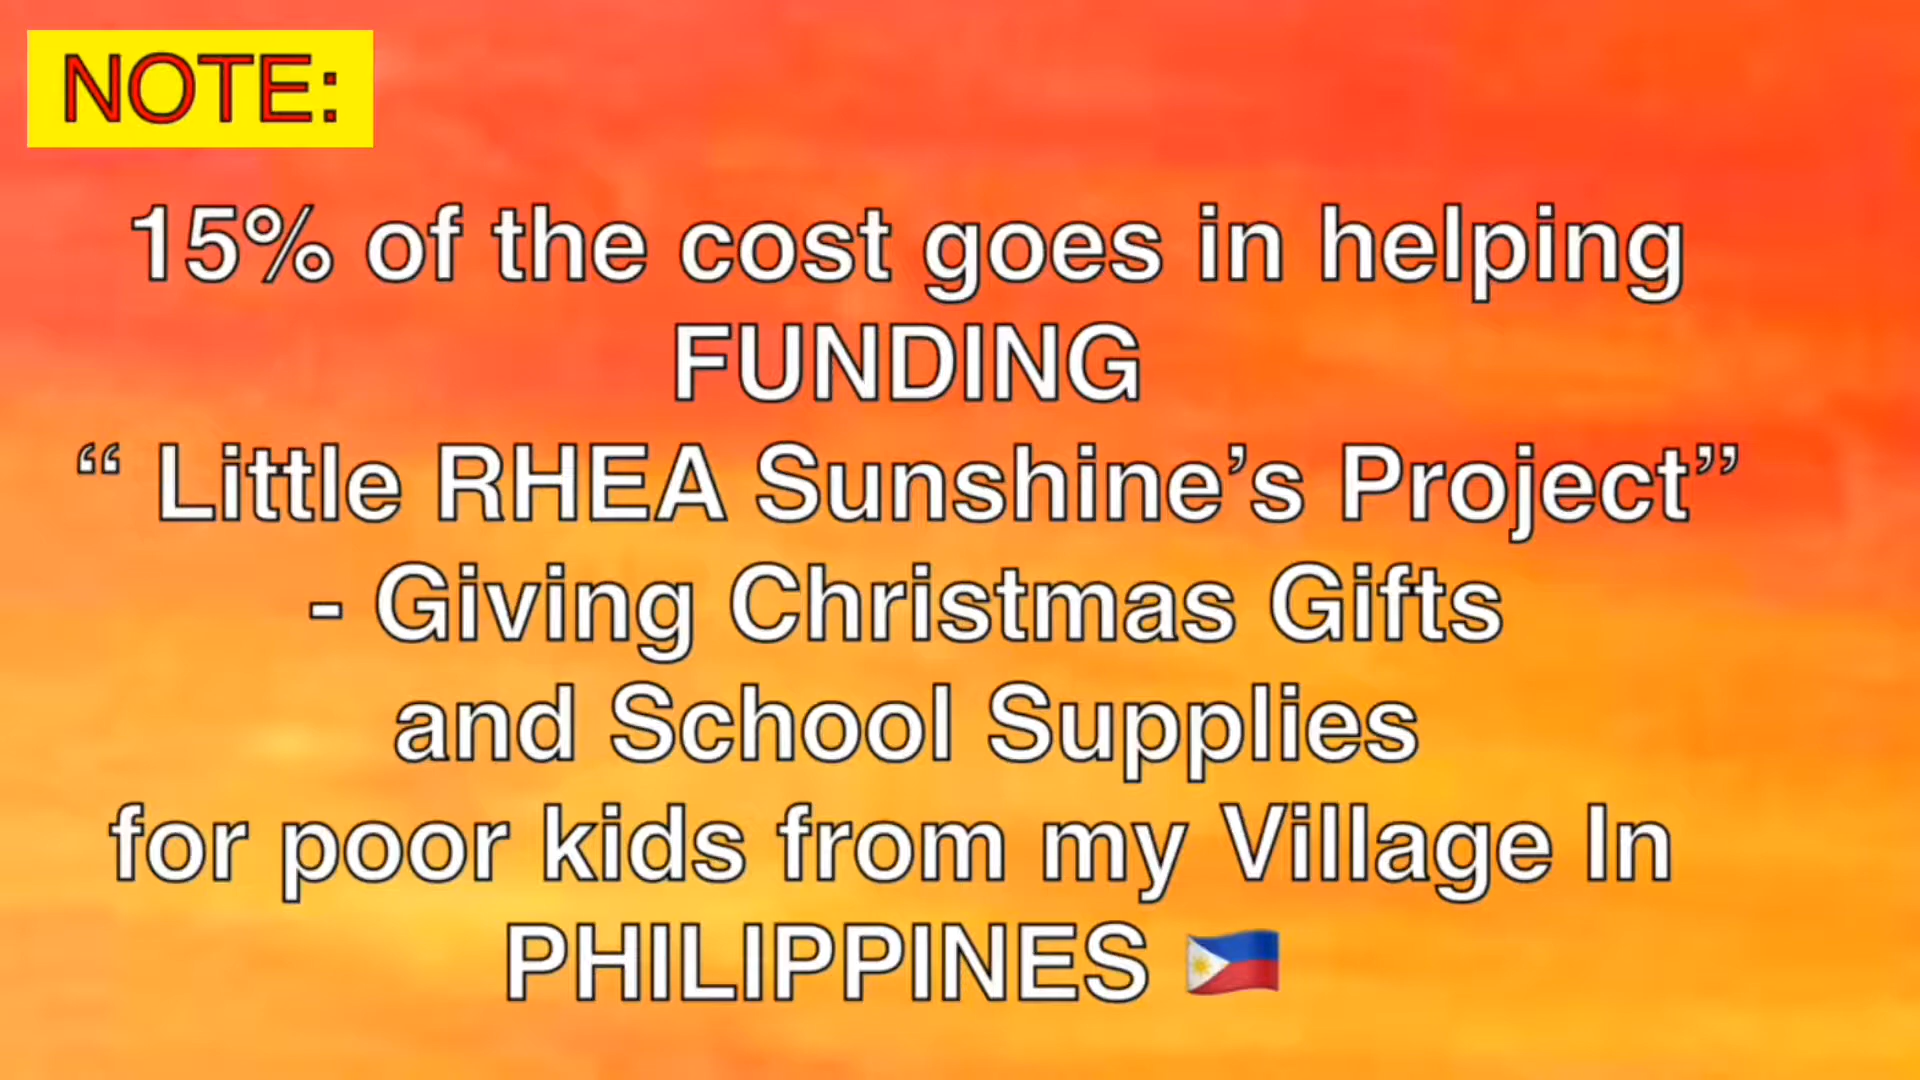 NOTE:
15% of the cost goes in helping
FUNDING
“ Little RHEA Sunshine’s Project”
- Giving Christmas Gifts
and School Supplies
for poor kids from my Village In
PHILIPPINES 🇵🇭